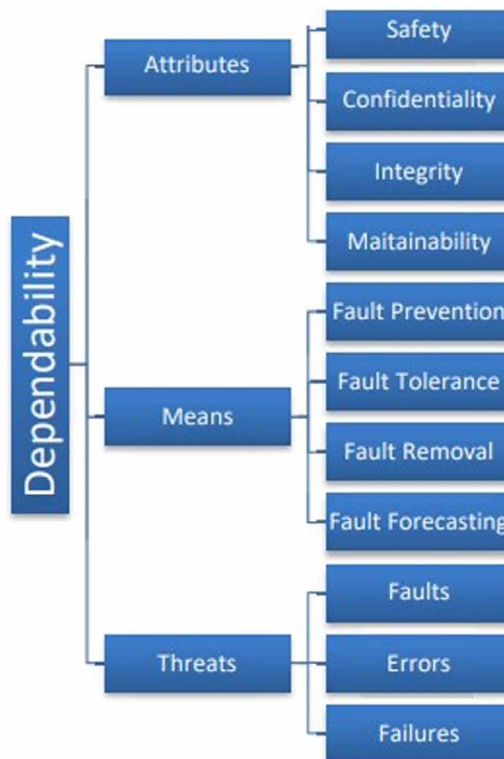 Dependability
Attributes
Safety
Confidentiality
Integrity
Maitainability
Means
Fault Prevention
Fault Tolerance
Fault Removal
Fault Forecasting
Threats
Faults
Errors
Failures